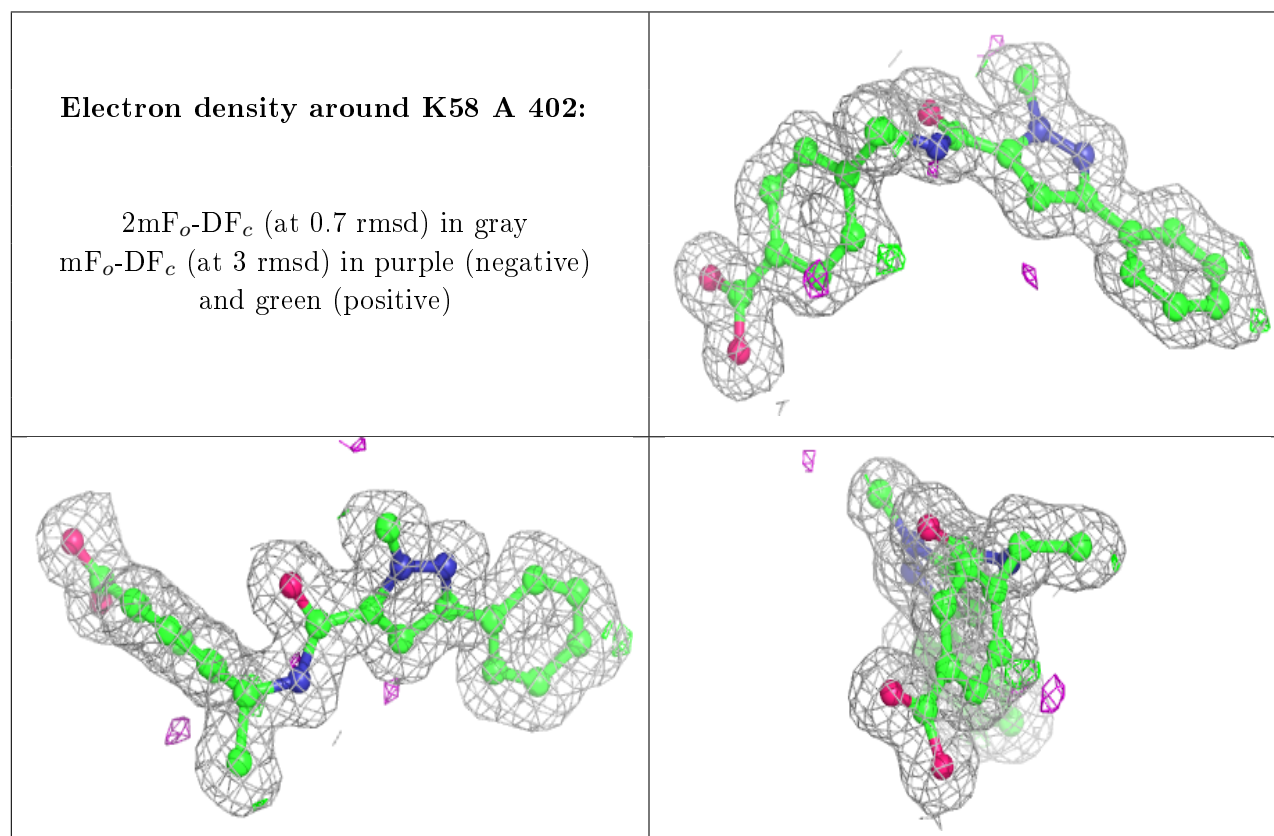 Electron density around K58 A 402:
2mFₒ-DF𝒸 (at 0.7 rmsd) in gray
mFₒ-DF𝒸 (at 3 rmsd) in purple (negative)
and green (positive)